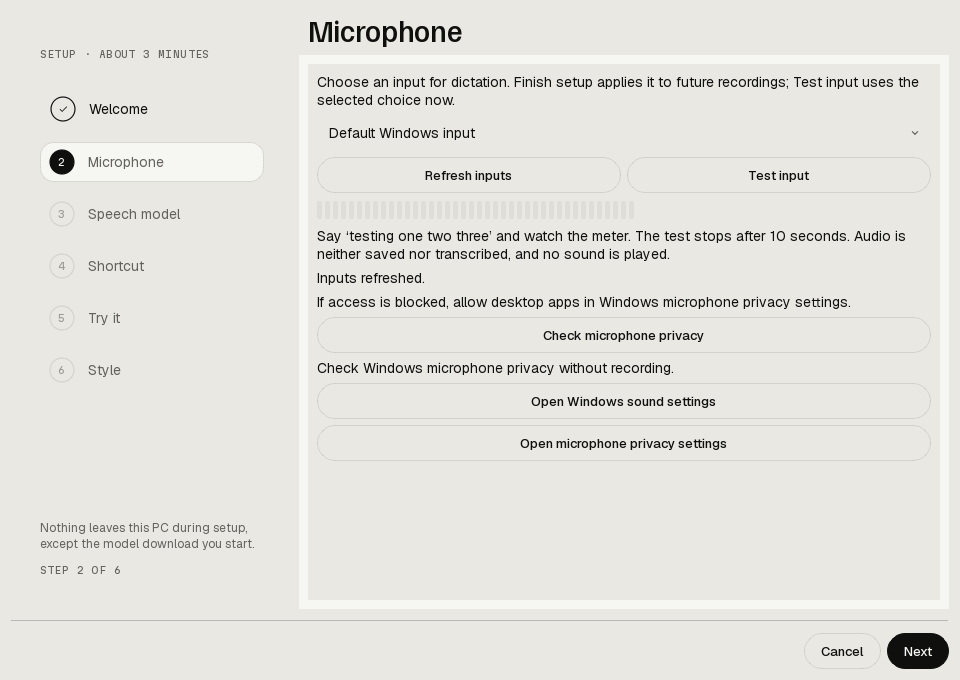 Microphone
SETUP · ABOUT 3 MINUTES
Welcome
2 Microphone
3 Speech model
4 Shortcut
5 Try it
6 Style
Nothing leaves this PC during setup,
except the model download you start.
STEP 2 OF 6
Choose an input for dictation. Finish setup applies it to future recordings; Test input uses the
selected choice now.
Default Windows input
Refresh inputs
Test input
Say ‘testing one two three’ and watch the meter. The test stops after 10 seconds. Audio is
neither saved nor transcribed, and no sound is played.
Inputs refreshed.
If access is blocked, allow desktop apps in Windows microphone privacy settings.
Check microphone privacy
Check Windows microphone privacy without recording.
Open Windows sound settings
Open microphone privacy settings
Cancel
Next